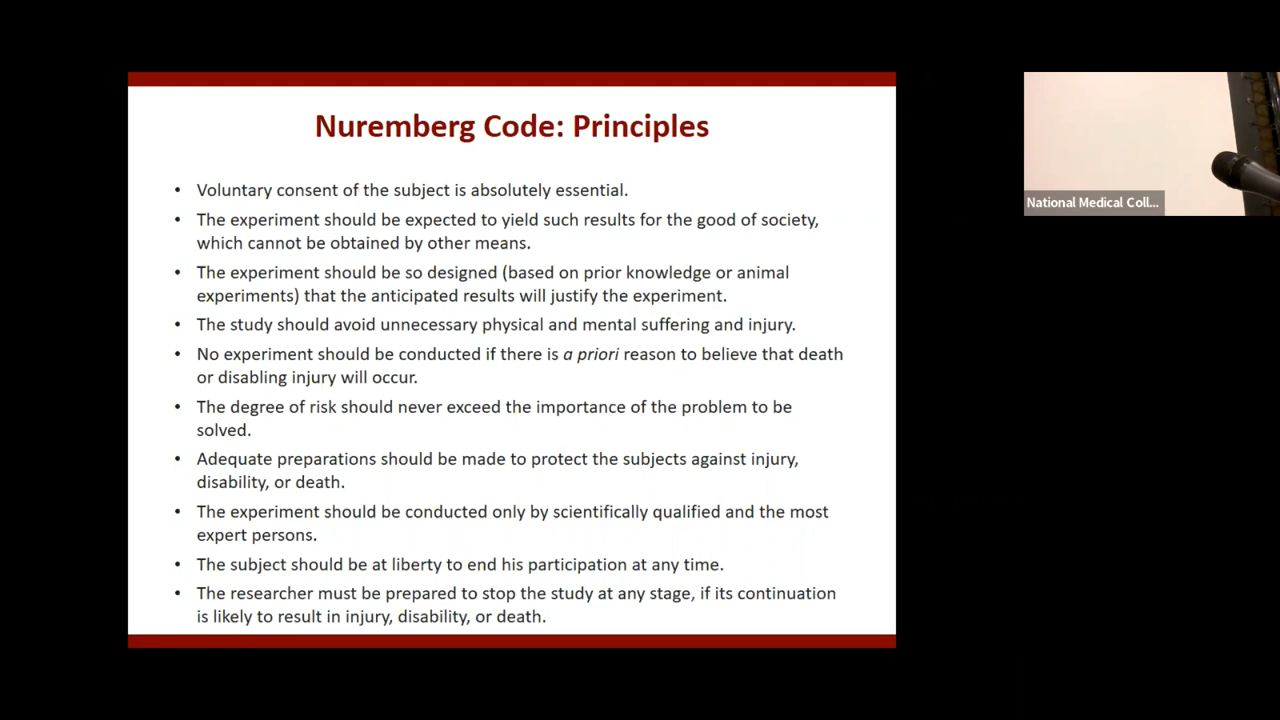 Nuremberg Code: Principles
• Voluntary consent of the subject is absolutely essential.
• The experiment should be expected to yield such results for the good of society,
which cannot be obtained by other means.
• The experiment should be so designed (based on prior knowledge or animal
experiments) that the anticipated results will justify the experiment.
• The study should avoid unnecessary physical and mental suffering and injury.
• No experiment should be conducted if there is a priori reason to believe that death
or disabling injury will occur.
• The degree of risk should never exceed the importance of the problem to be
solved.
• Adequate preparations should be made to protect the subjects against injury,
disability, or death.
• The experiment should be conducted only by scientifically qualified and the most
expert persons.
• The subject should be at liberty to end his participation at any time.
• The researcher must be prepared to stop the study at any stage, if its continuation
is likely to result in injury, disability, or death.
National Medical Coll...